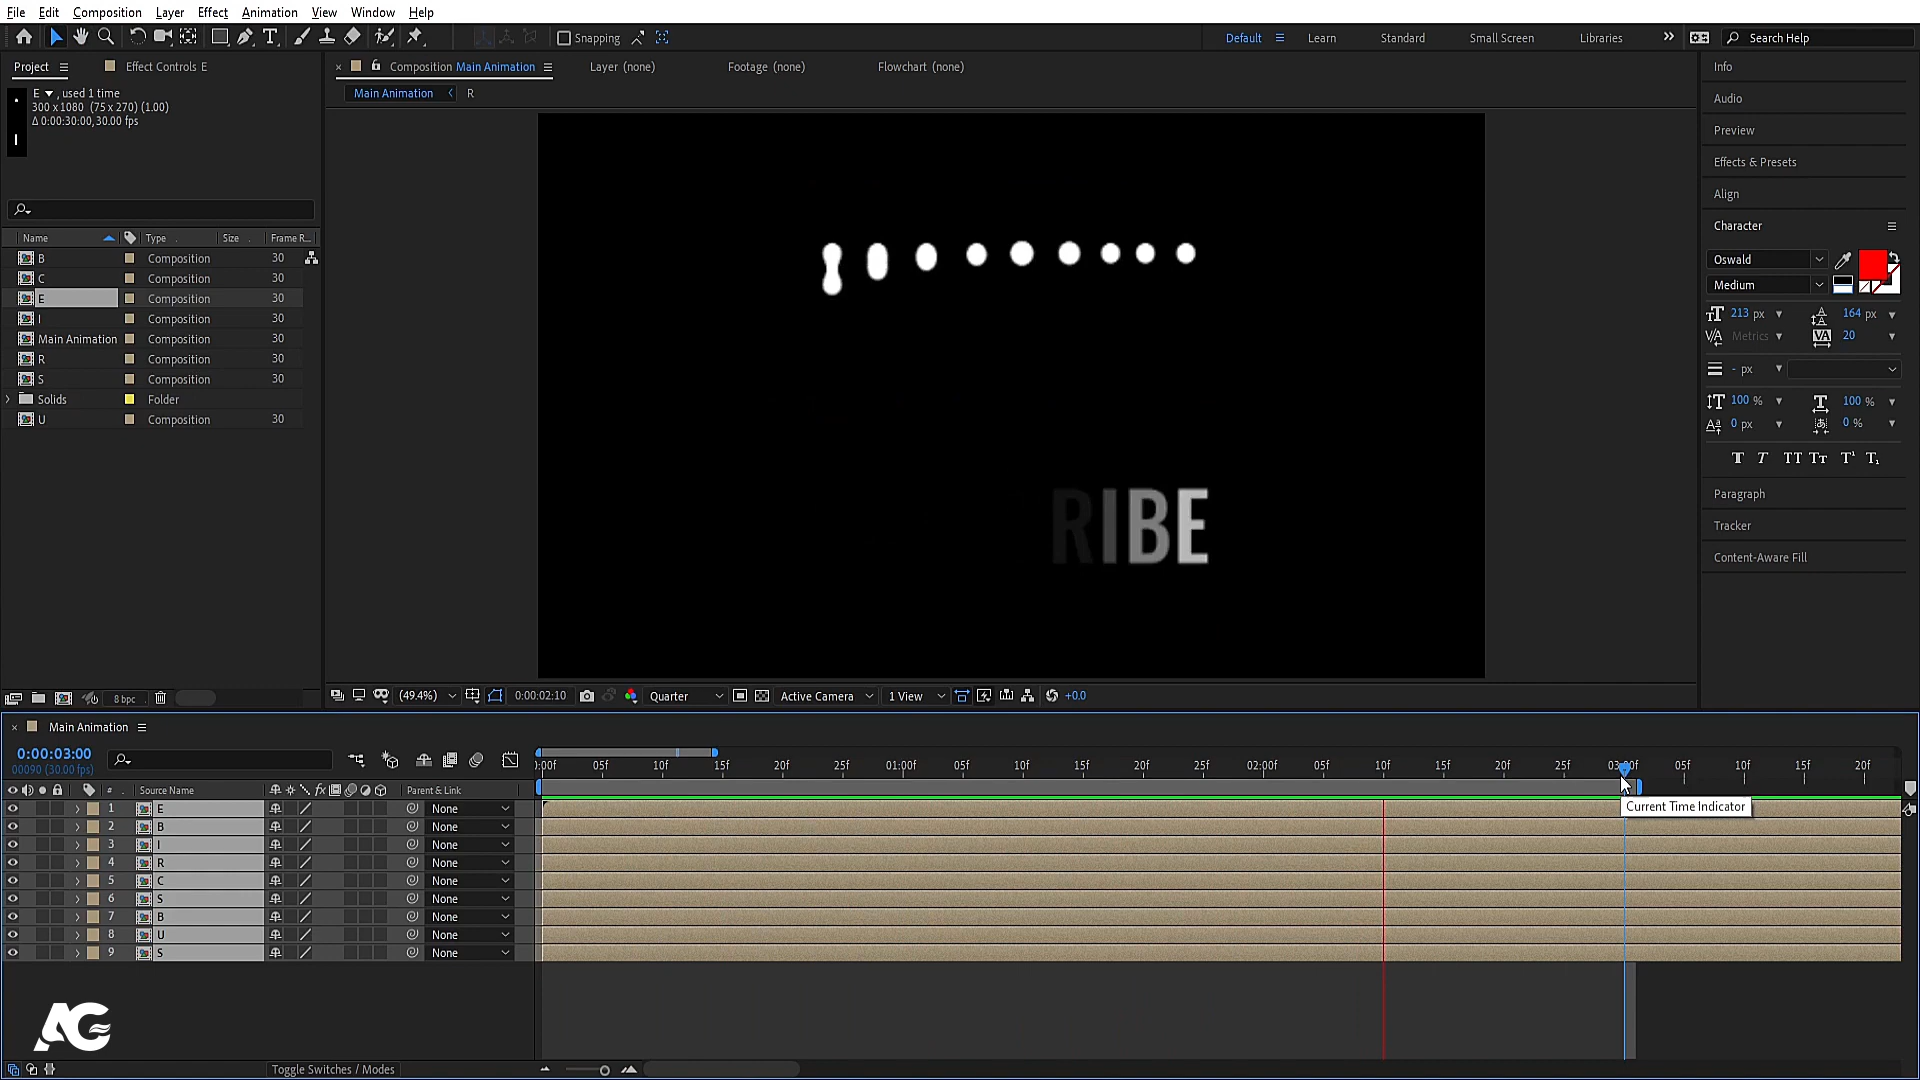 File Edit Composition Layer Effect Animation View Window Help
Snapping
Default Learn Standard Small Screen Libraries Search Help
Project Effect Controls E
E , used 1 time
300 x 1080 (75 x 270) (1.00)
Δ 0:00:30:00, 30.00 fps
Composition Main Animation Layer (none) Footage (none) Flowchart (none)
Main Animation R
Name Type Size Frame R...
B Composition 30
C Composition 30
E Composition 30
I Composition 30
Main Animation Composition 30
R Composition 30
S Composition 30
Solids Folder
U Composition 30
8 bpc
RIBE
(49.4%) 0:00:02:10 Quarter Active Camera 1 View +0.0
Info
Audio
Preview
Effects & Presets
Align
Character
Oswald
Medium
213 px 164 px
Metrics 20
- px
100 % 100 %
0 px 0 %
Paragraph
Tracker
Content-Aware Fill
Main Animation
0:00:03:00
00090 (30.00 fps)
# Source Name fx Parent & Link
:00f 05f 10f 15f 20f 25f 01:00f 05f 10f 15f 20f 25f 02:00f 05f 10f 15f 20f 25f 03:00f 05f 10f 15f 20f
Current Time Indicator
1 E None
2 B None
3 I None
4 R None
5 C None
6 S None
7 B None
8 U None
9 S None
AG
Toggle Switches / Modes